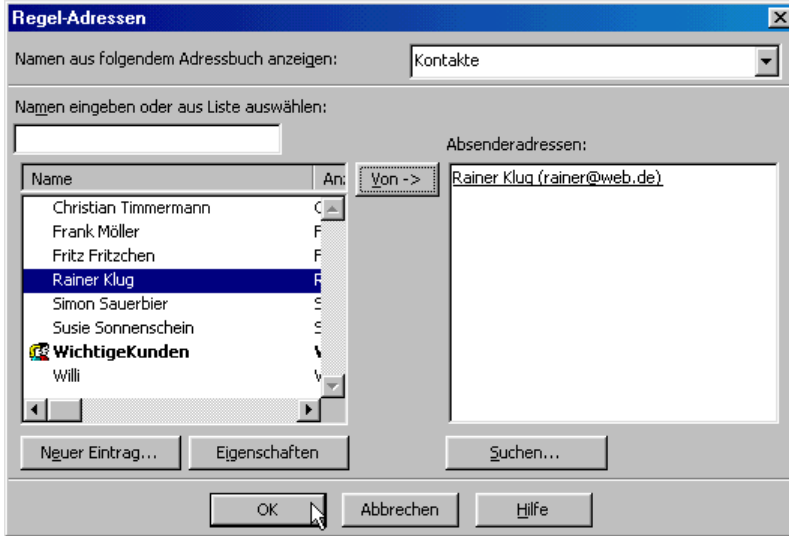 Regel-Adressen
Namen aus folgendem Adressbuch anzeigen:
Kontakte
Namen eingeben oder aus Liste auswählen:
Absenderadressen:
Name
Anz
Von ->
Rainer Klug (rainer@web.de)
Christian Timmermann
Frank Möller
F
Fritz Fritzchen
F
Rainer Klug
R
Simon Sauerbier
S
Susie Sonnenschein
S
WichtigeKunden
Willi
Neuer Eintrag...
Eigenschaften
Suchen...
OK
Abbrechen
Hilfe